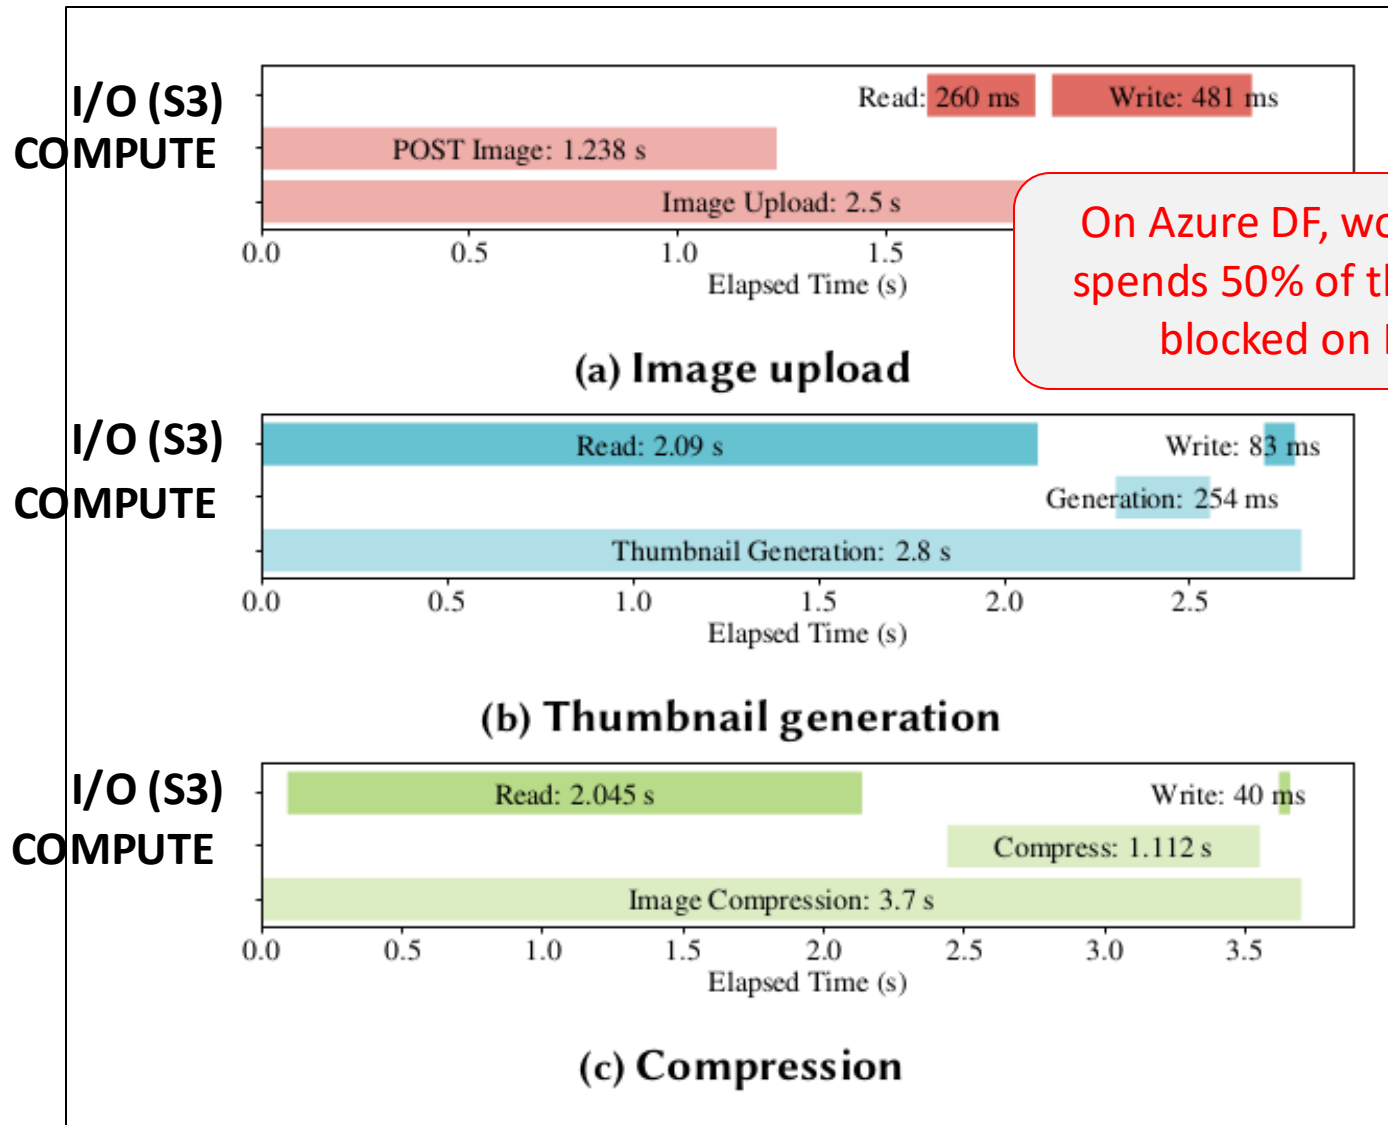 I/O (S3)
Read: 260 ms
Write: 481 ms
COMPUTE
POST Image: 1.238 s
Image Upload: 2.5 s
0.0 0.5 1.0 1.5
Elapsed Time (s)
On Azure DF,
spends 50% of
blocked on
(a) Image upload
I/O (S3)
Read: 2.09 s
Write: 83 ms
COMPUTE
Generation: 254 ms
Thumbnail Generation: 2.8 s
0.0 0.5 1.0 1.5 2.0 2.5
Elapsed Time (s)
(b) Thumbnail generation
I/O (S3)
Read: 2.045 s
Write: 40 ms
COMPUTE
Compress: 1.112 s
Image Compression: 3.7 s
0.0 0.5 1.0 1.5 2.0 2.5 3.0 3.5
Elapsed Time (s)
(c) Compression